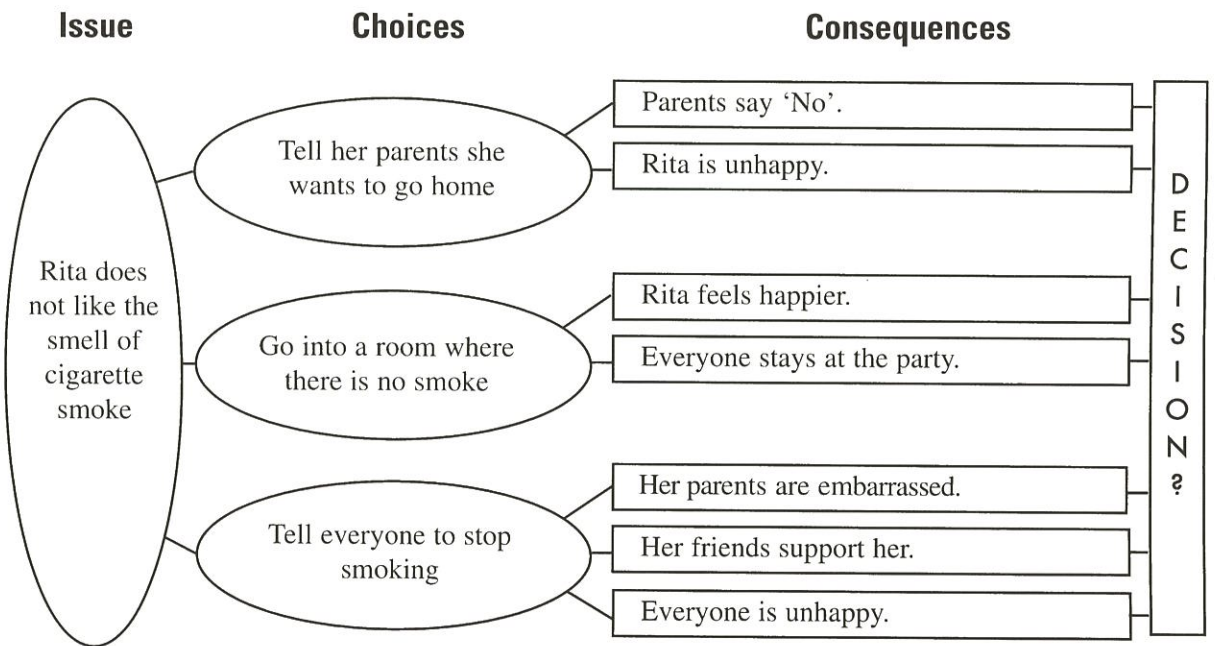 Issue
Choices
Consequences
Rita does
not like the
smell of
cigarette
smoke
Tell her parents she
wants to go home
Parents say ‘No’.
Rita is unhappy.
Go into a room where
there is no smoke
Rita feels happier.
Everyone stays at the party.
Tell everyone to stop
smoking
Her parents are embarrassed.
Her friends support her.
Everyone is unhappy.
DECISION?